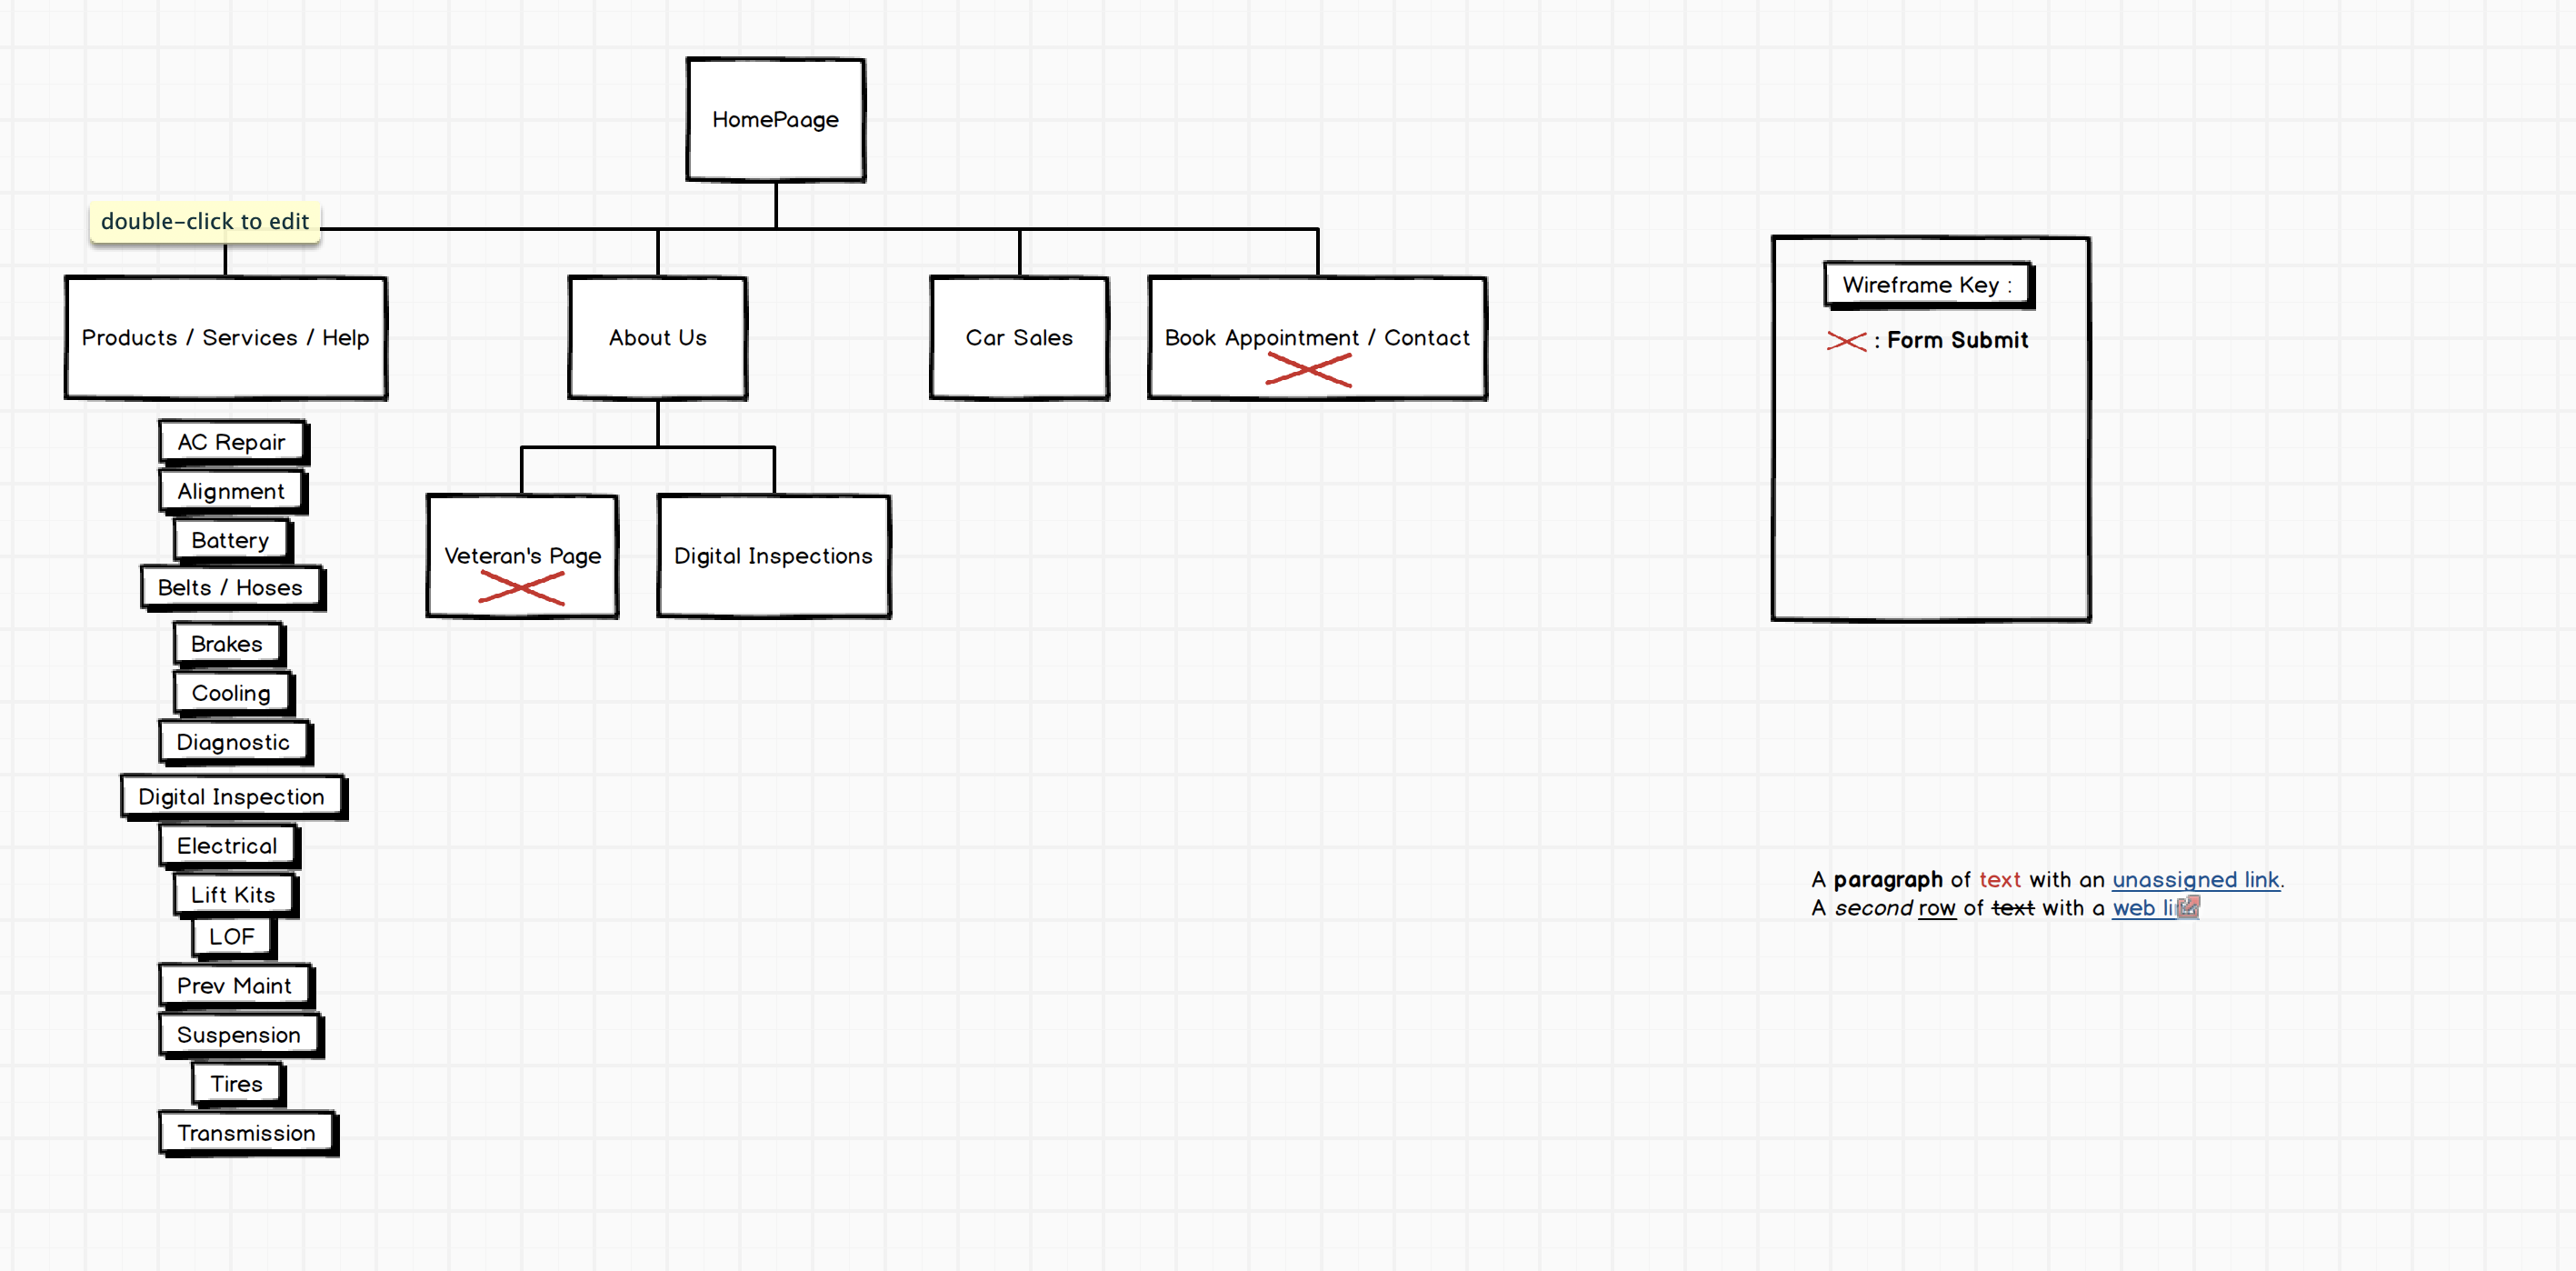 HomePaage
double-click to edit
Products / Services / Help
About Us
Car Sales
Book Appointment / Contact
AC Repair
Alignment
Battery
Belts / Hoses
Brakes
Cooling
Diagnostic
Digital Inspection
Electrical
Lift Kits
LOF
Prev Maint
Suspension
Tires
Transmission
Veteran's Page
Digital Inspections
Wireframe Key :
: Form Submit
A paragraph of text with an unassigned link.
A second row of text with a web li